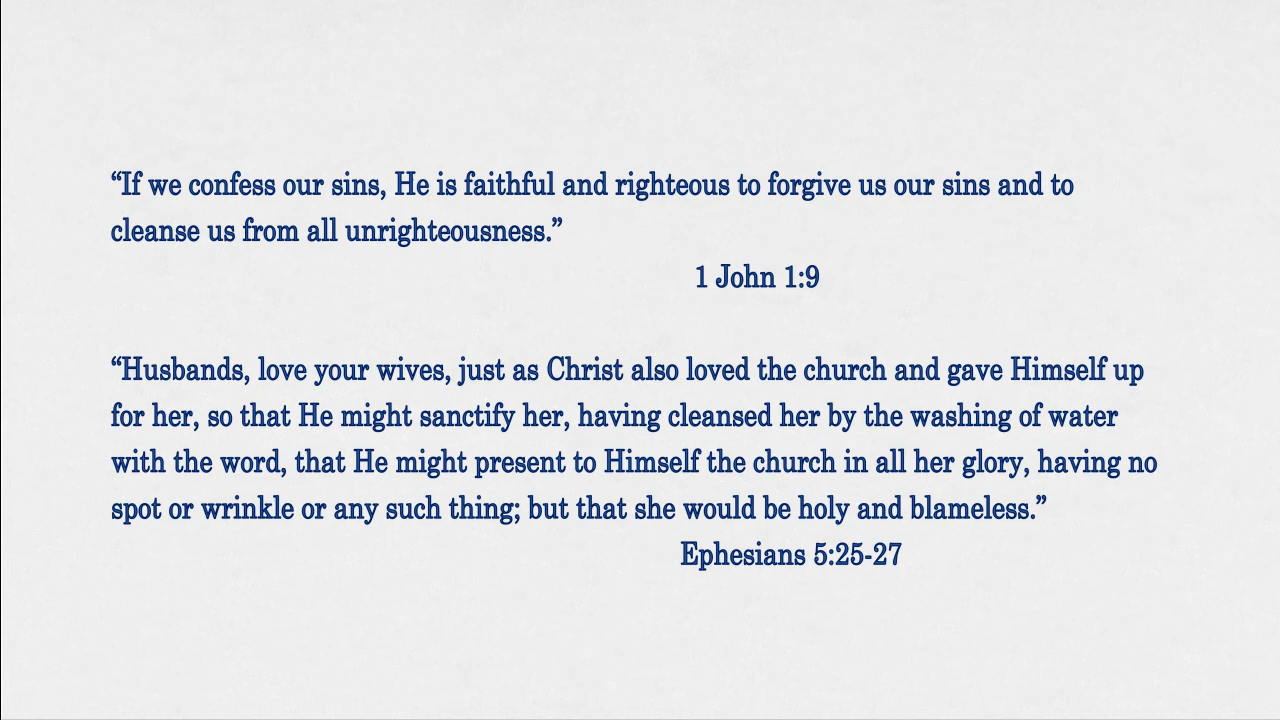 “If we confess our sins, He is faithful and righteous to forgive us our sins and to
cleanse us from all unrighteousness.”
1 John 1:9
“Husbands, love your wives, just as Christ also loved the church and gave Himself up
for her, so that He might sanctify her, having cleansed her by the washing of water
with the word, that He might present to Himself the church in all her glory, having no
spot or wrinkle or any such thing; but that she would be holy and blameless.”
Ephesians 5:25-27